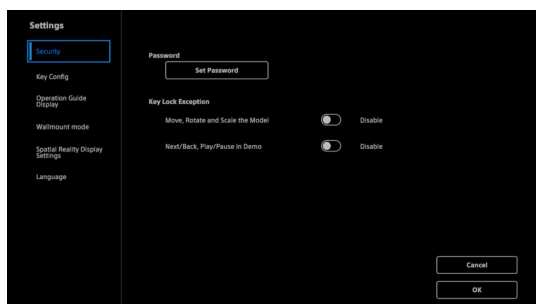 Settings
Security
Key Config
Operation Guide
Display
Wallmount mode
Spatial Reality Display
Settings
Language
Password
Set Password
Key Lock Exception
Move, Rotate and Scale the Model
Disable
Next/Back, Play/Pause in Demo
Disable
Cancel
OK